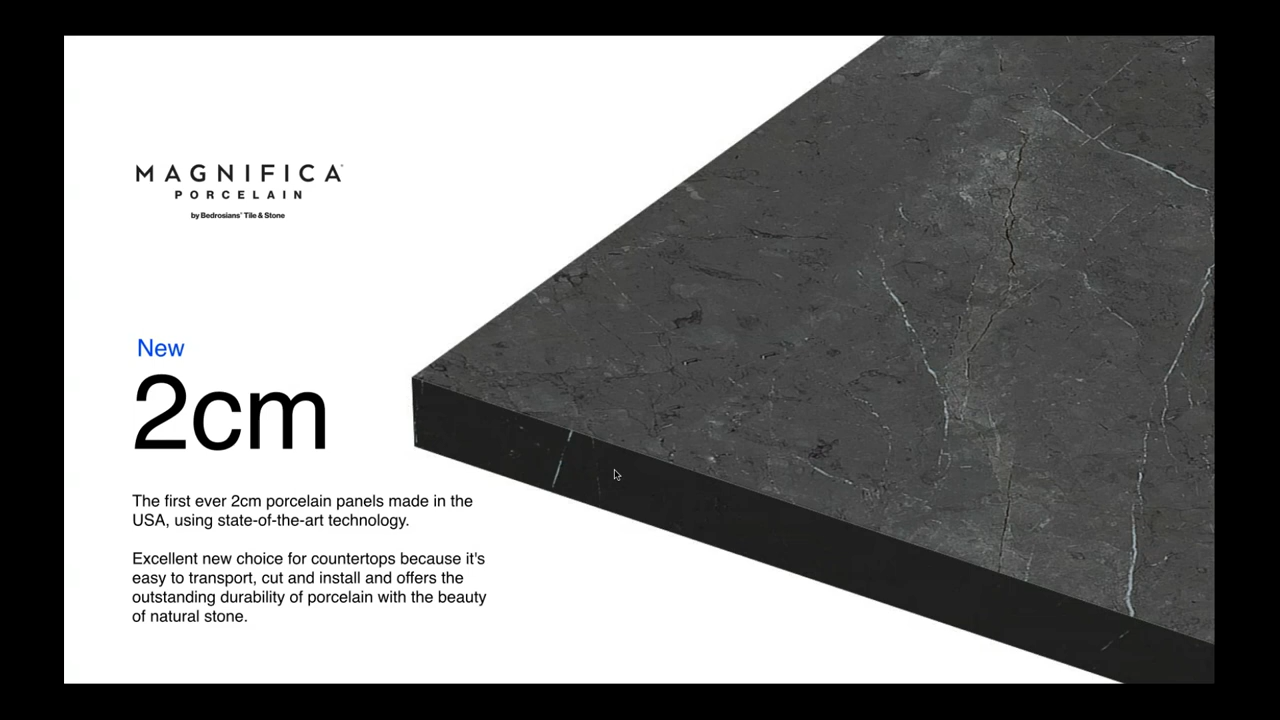 MAGNIFICA
PORCELAIN
by Bedrosians® Tile & Stone
New
2cm
The first ever 2cm porcelain panels made in the
USA, using state-of-the-art technology.
Excellent new choice for countertops because it's
easy to transport, cut and install and offers the
outstanding durability of porcelain with the beauty
of natural stone.